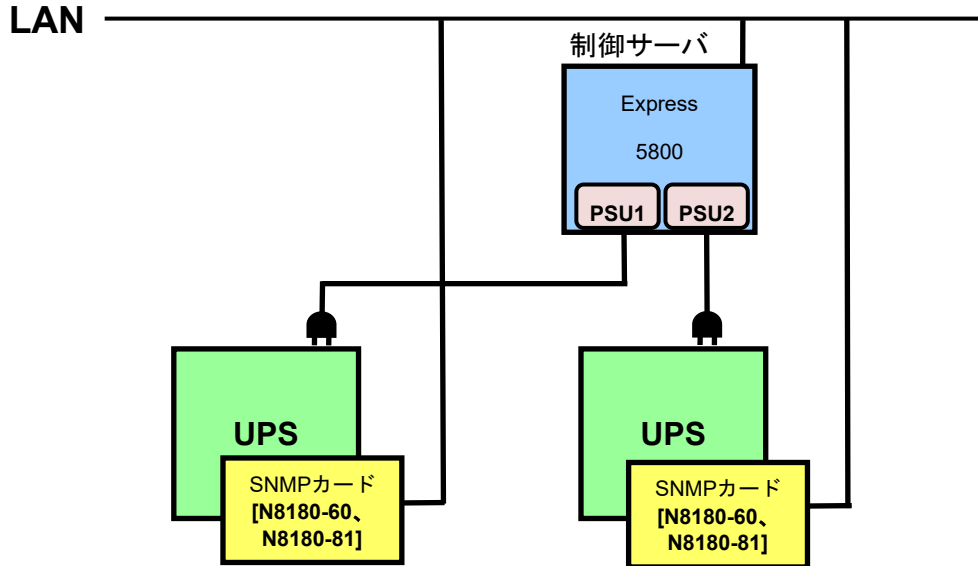 LAN
制御サーバ
Express
5800
PSU1
PSU2
UPS
SNMPカード
[N8180-60、
N8180-81]
UPS
SNMPカード
[N8180-60、
N8180-81]